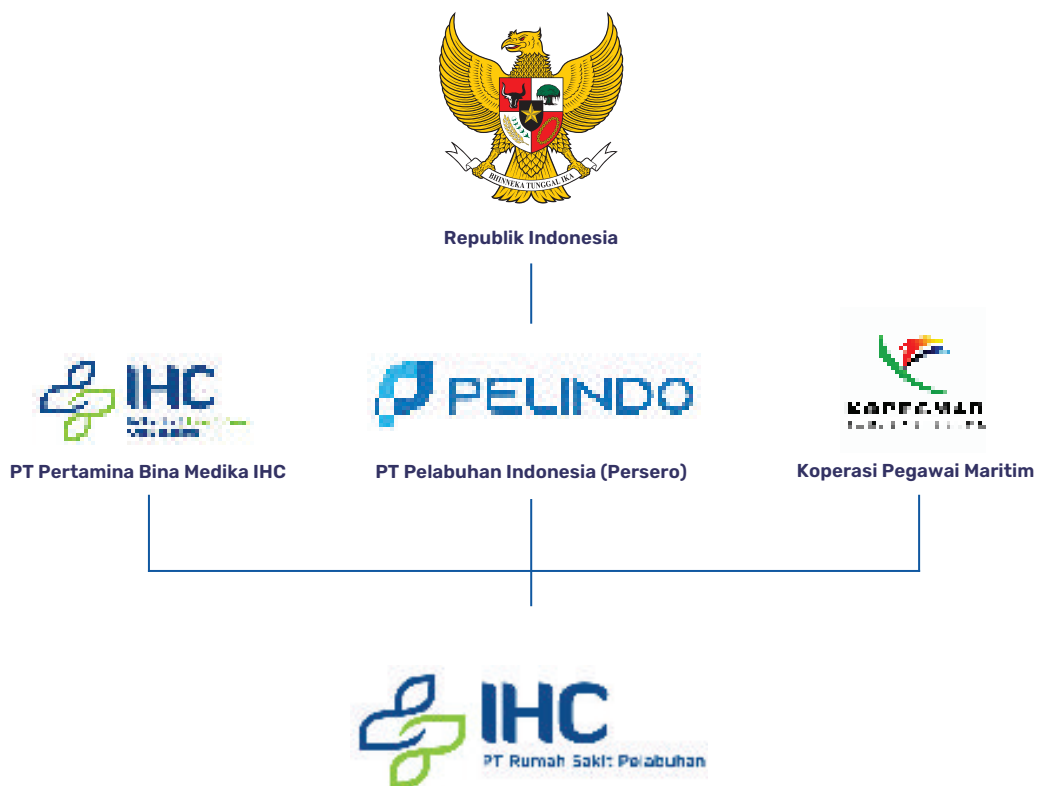 BHINNEKA TUNGGAL IKA
Republik Indonesia
IHC
PELINDO
KOPEGMAR
PT Pertamina Bina Medika IHC
PT Pelabuhan Indonesia (Persero)
Koperasi Pegawai Maritim
IHC
PT Rumah Sakit Pelabuhan